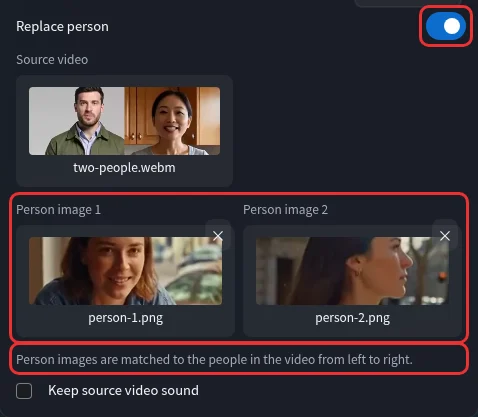 Replace person
Source video
two-people.webm
Person image 1
Person image 2
person-1.png
person-2.png
Person images are matched to the people in the video from left to right.
Keep source video sound